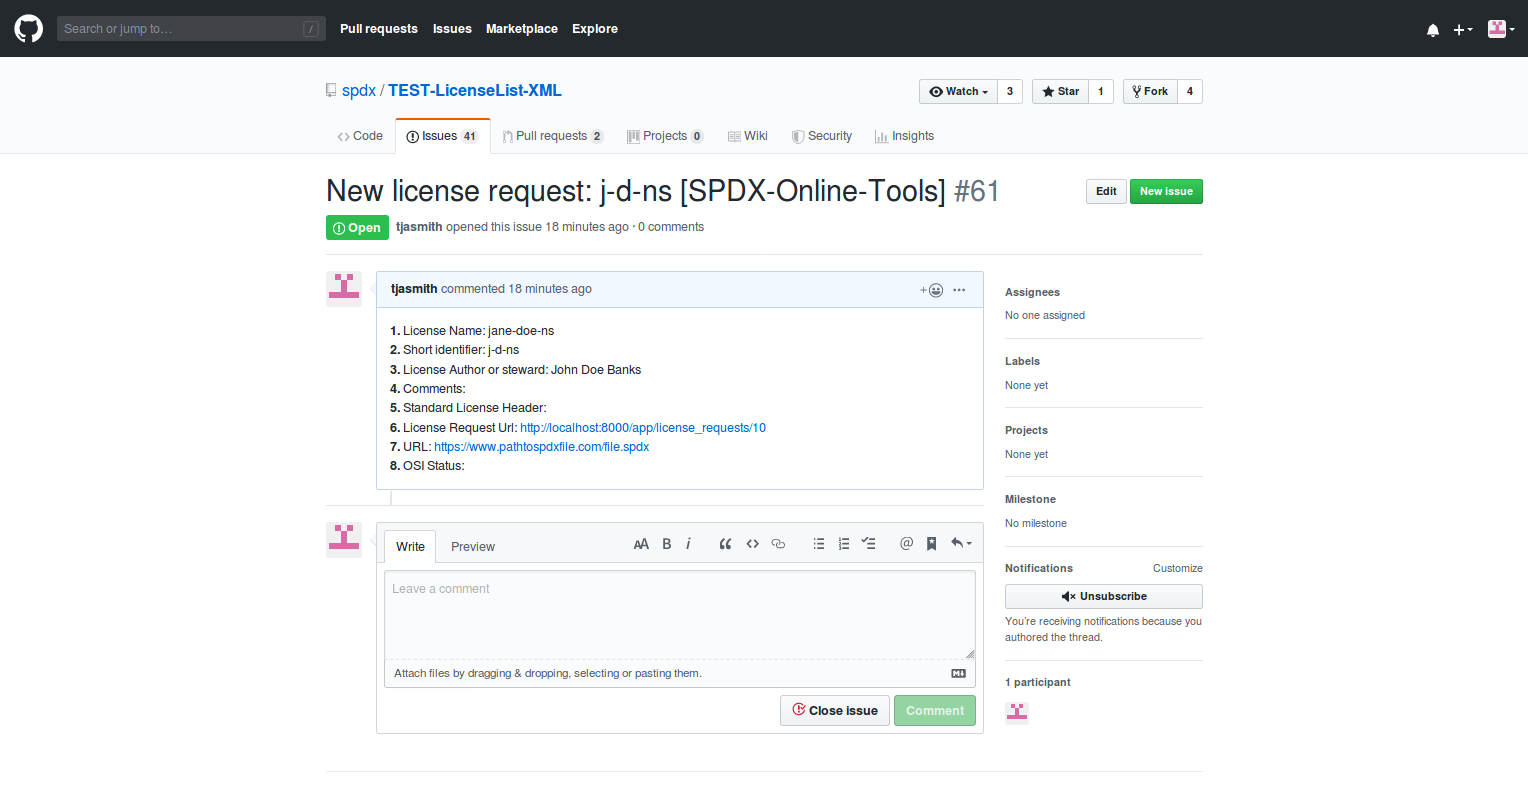 Search or jump to… /
Pull requests Issues Marketplace Explore
spdx / TEST-LicenseList-XML
Watch 3 Star 1 Fork 4
Code Issues 41 Pull requests 2 Projects 0 Wiki Security Insights
New license request: j-d-ns [SPDX-Online-Tools] #61
Edit New issue
Open tjasmith opened this issue 18 minutes ago · 0 comments
tjasmith commented 18 minutes ago
1. License Name: jane-doe-ns
2. Short identifier: j-d-ns
3. License Author or steward: John Doe Banks
4. Comments:
5. Standard License Header:
6. License Request Url: http://localhost:8000/app/license_requests/10
7. URL: https://www.pathtospdxfile.com/file.spdx
8. OSI Status:
Write Preview
Leave a comment
Attach files by dragging & dropping, selecting or pasting them.
Close issue Comment
Assignees
No one assigned
Labels
None yet
Projects
None yet
Milestone
No milestone
Notifications Customize
Unsubscribe
You're receiving notifications because you
authored the thread.
1 participant